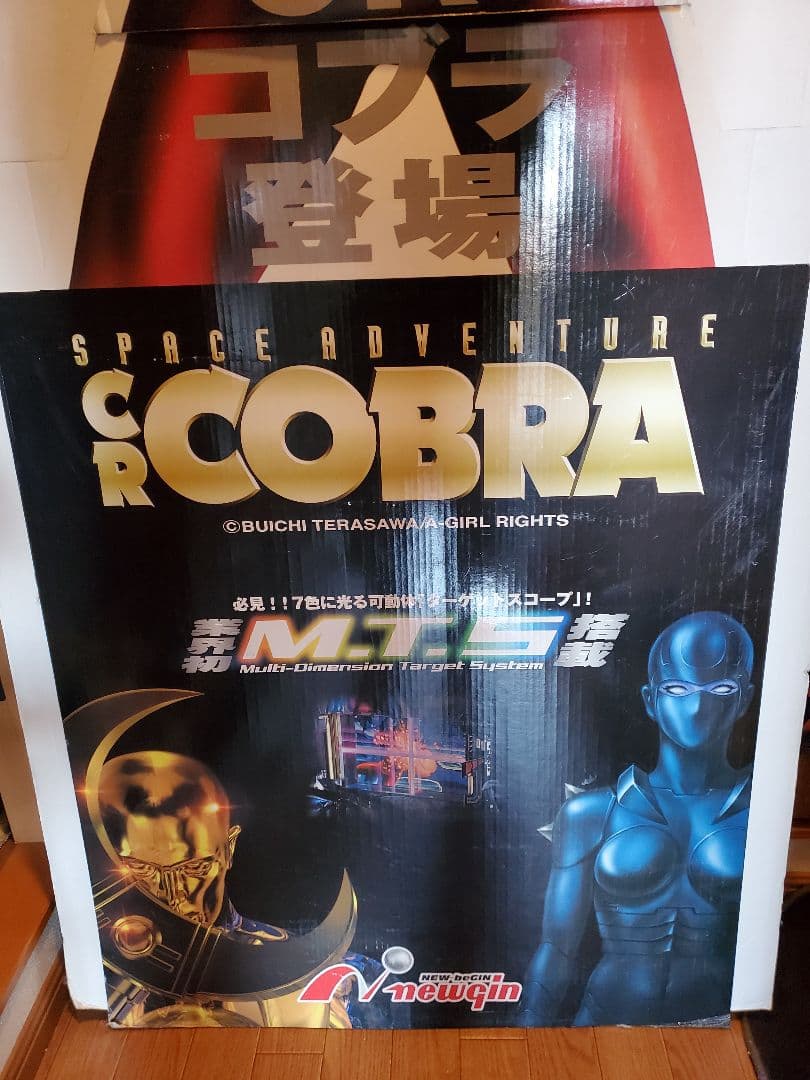 コブラ
登場
SPACE ADVENTURE
CR COBRA
©BUICHI TERASAWA/A-GIRL RIGHTS
必見!!7色に光る可動体「ターゲットスコープ」!
業界初 M.T.S 搭載
Multi-Dimension Target System
NEW-beGIN
newgin